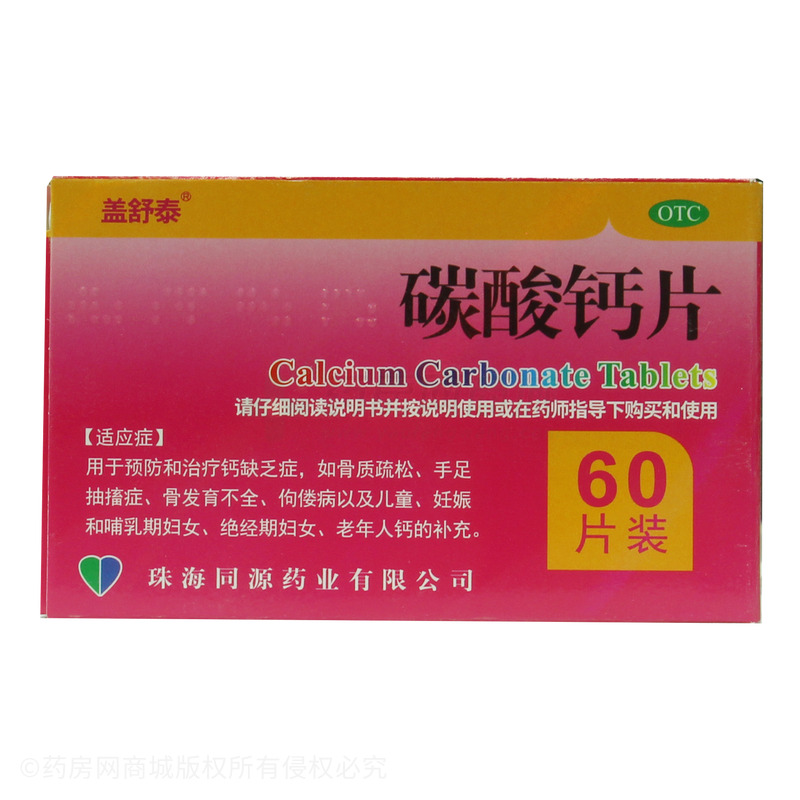 盖舒泰®
OTC
碳酸钙片
Calcium Carbonate Tablets
请仔细阅读说明书并按说明使用或在药师指导下购买和使用
【适应症】
用于预防和治疗钙缺乏症，如骨质疏松、手足
抽搐症、骨发育不全、佝偻病以及儿童、妊娠
和哺乳期妇女、绝经期妇女、老年人钙的补充。
60
片装
珠海同源药业有限公司
©药房网商城版权所有侵权必究